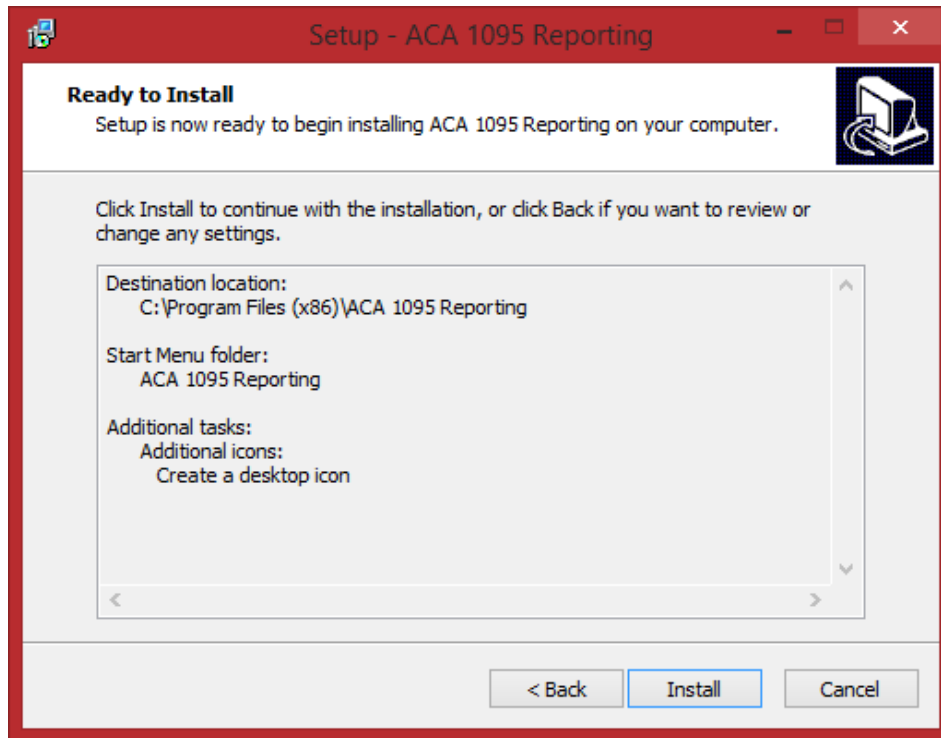 Setup - ACA 1095 Reporting
Ready to Install
Setup is now ready to begin installing ACA 1095 Reporting on your computer.
Click Install to continue with the installation, or click Back if you want to review or
change any settings.
Destination location:
C:\Program Files (x86)\ACA 1095 Reporting
Start Menu folder:
ACA 1095 Reporting
Additional tasks:
Additional icons:
Create a desktop icon
< Back Install Cancel